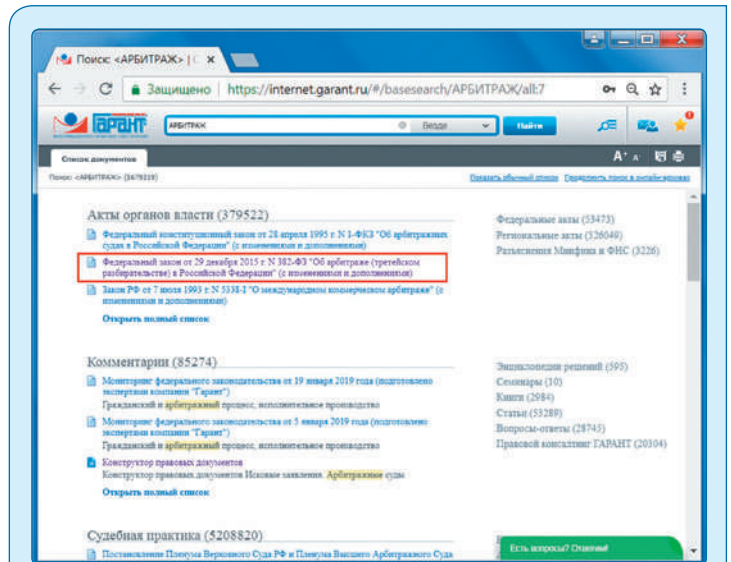 Поиск: <АРБИТРАЖ> | С
Защищено https://internet.garant.ru/#/basesearch/АРБИТРАЖ/all:7
ГАРАНТ
АРБИТРАЖ
Везде
Найти
0
Список документов
A+ A-
Поиск: <АРБИТРАЖ>
Показать обычный список Продолжить поиск в онлайн-архивах
Акты органов власти (379522)
Федеральный конституционный закон от 28 апреля 1995 г. N 1-ФКЗ "Об арбитражных
судах в Российской Федерации" (с изменениями и дополнениями)
Федеральный закон от 29 декабря 2015 г. N 382-ФЗ "Об арбитраже (третейском
разбирательстве) в Российской Федерации" (с изменениями и дополнениями)
Закон РФ от 7 июля 1993 г. N 5338-I "О международном коммерческом арбитраже" (с
изменениями и дополнениями)
Открыть полный список
Федеральные акты (53473)
Региональные акты (326049)
Разъяснения Минфина и ФНС (3226)
Комментарии (85274)
Мониторинг федерального законодательства от 19 января 2019 года (подготовлено
экспертами компании "Гарант")
Гражданский и арбитражный процесс, исполнительное производство
Мониторинг федерального законодательства от 5 января 2019 года (подготовлено
экспертами компании "Гарант")
Гражданский и арбитражный процесс, исполнительное производство
Конструктор правовых документов
Конструктор правовых документов Исковые заявления. Арбитражные суды
Открыть полный список
Энциклопедия решений (595)
Семинары (10)
Книги (2984)
Статьи (53289)
Вопросы-ответы (28745)
Правовой консалтинг ГАРАНТ (20304)
Судебная практика (5208820)
Постановление Пленума Верховного Суда РФ и Пленума Высшего Арбитражного Суда
Есть вопросы? Ответим!